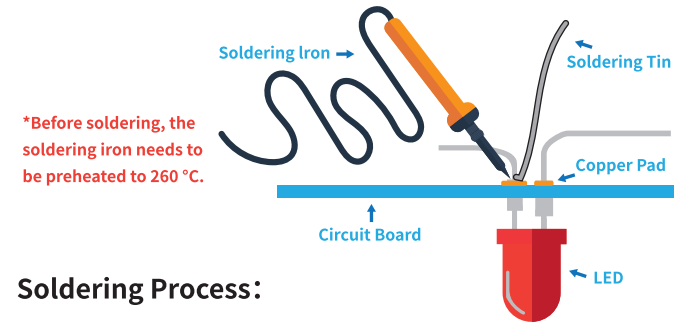 Soldering Iron
Soldering Tin
*Before soldering, the
soldering iron needs to
be preheated to 260 °C.
Copper Pad
Circuit Board
LED
Soldering Process：